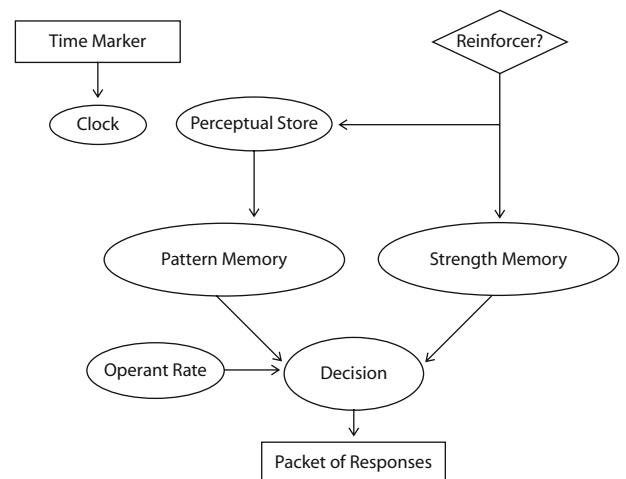 Time Marker
Reinforcer?
Clock
Perceptual Store
Pattern Memory
Strength Memory
Operant Rate
Decision
Packet of Responses